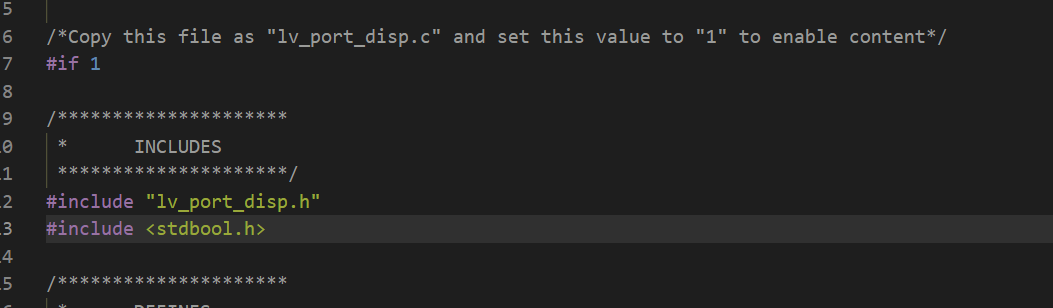 5
6 /*Copy this file as "lv_port_disp.c" and set this value to "1" to enable content*/
7 #if 1
8
9 /*********************
0  *      INCLUDES
1  *********************/
2 #include "lv_port_disp.h"
3 #include <stdbool.h>
4
5 /*********************